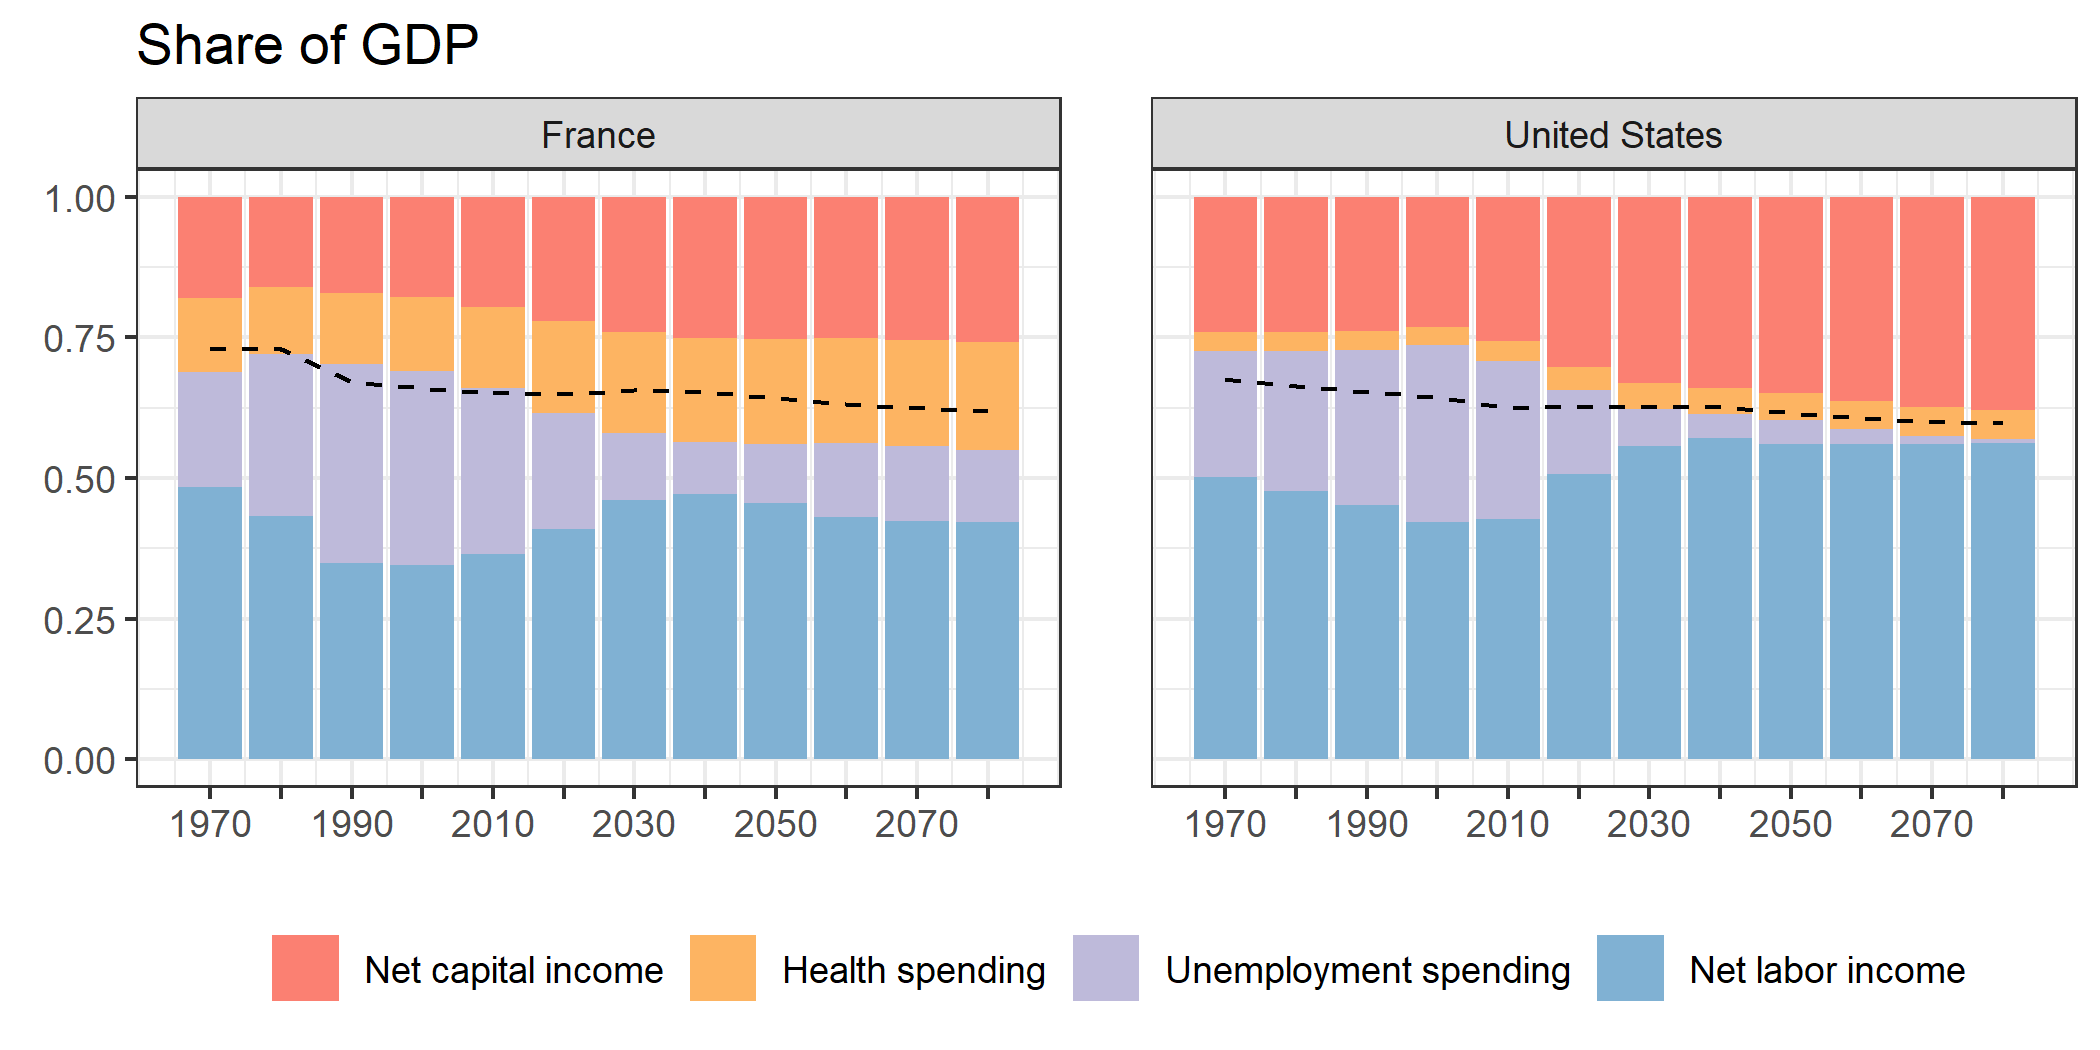 Share of GDP
France
United States
1.00
0.75
0.50
0.25
0.00
1970 1990 2010 2030 2050 2070
1970 1990 2010 2030 2050 2070
Net capital income Health spending Unemployment spending Net labor income